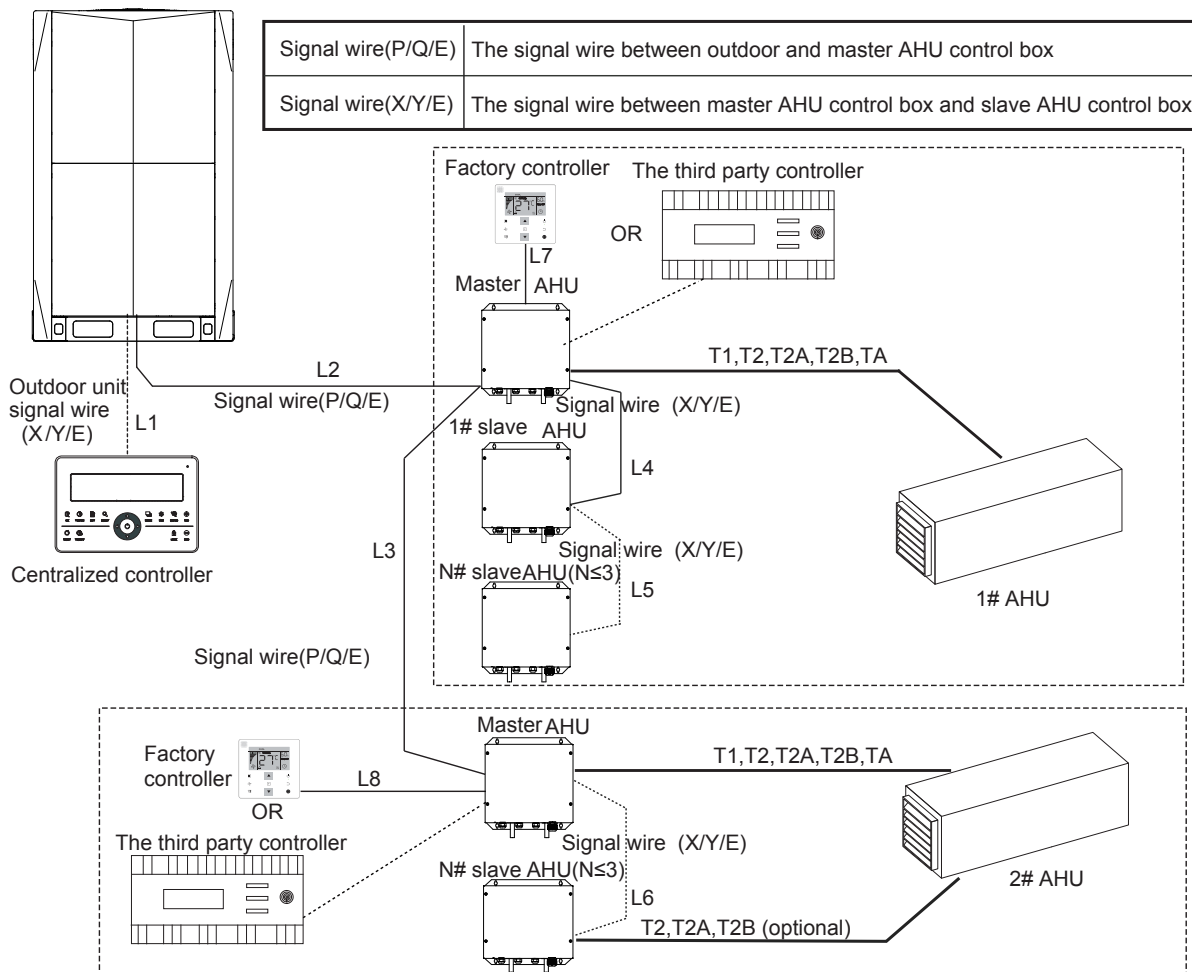 Signal wire(P/Q/E) The signal wire between outdoor and master AHU control box
Signal wire(X/Y/E) The signal wire between master AHU control box and slave AHU control box
Factory controller
The third party controller
OR
L7
Master AHU
T1,T2,T2A,T2B,TA
L2
Signal wire(P/Q/E)
Outdoor unit
signal wire
(X/Y/E)
L1
Signal wire (X/Y/E)
1# slave AHU
L4
L3
Centralized controller
Signal wire (X/Y/E)
N# slaveAHU(N≤3)
L5
1# AHU
Signal wire(P/Q/E)
Master AHU
Factory
controller
OR
L8
T1,T2,T2A,T2B,TA
The third party controller
Signal wire (X/Y/E)
N# slave AHU(N≤3)
L6
2# AHU
T2,T2A,T2B (optional)